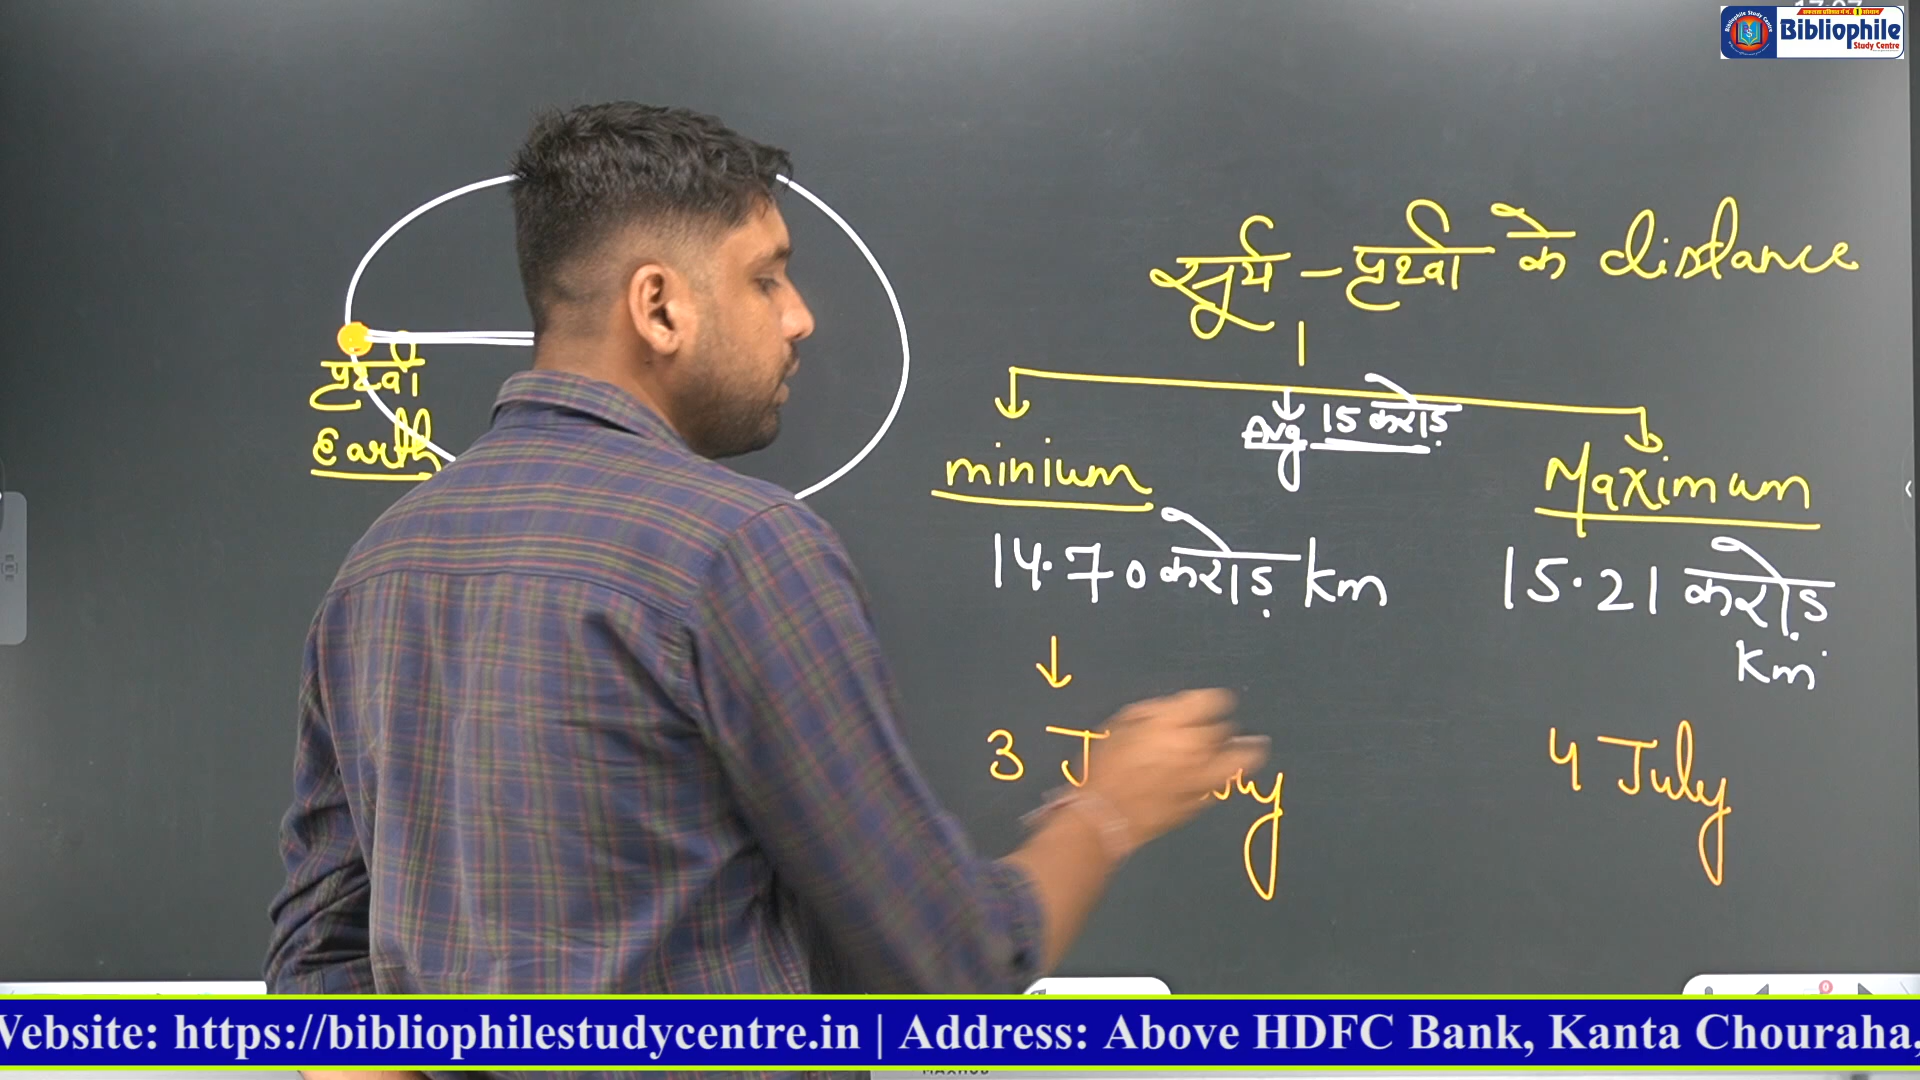 Bibliophile
Study Centre
सूर्य - पृथ्वी के distance
Avg 15 करोड़
minium
Maximum
14.70 करोड़ km
15.21 करोड़
km
3 J
4 July
पृथ्वी
Earth
Website: https://bibliophilestudycentre.in | Address: Above HDFC Bank, Kanta Chouraha,